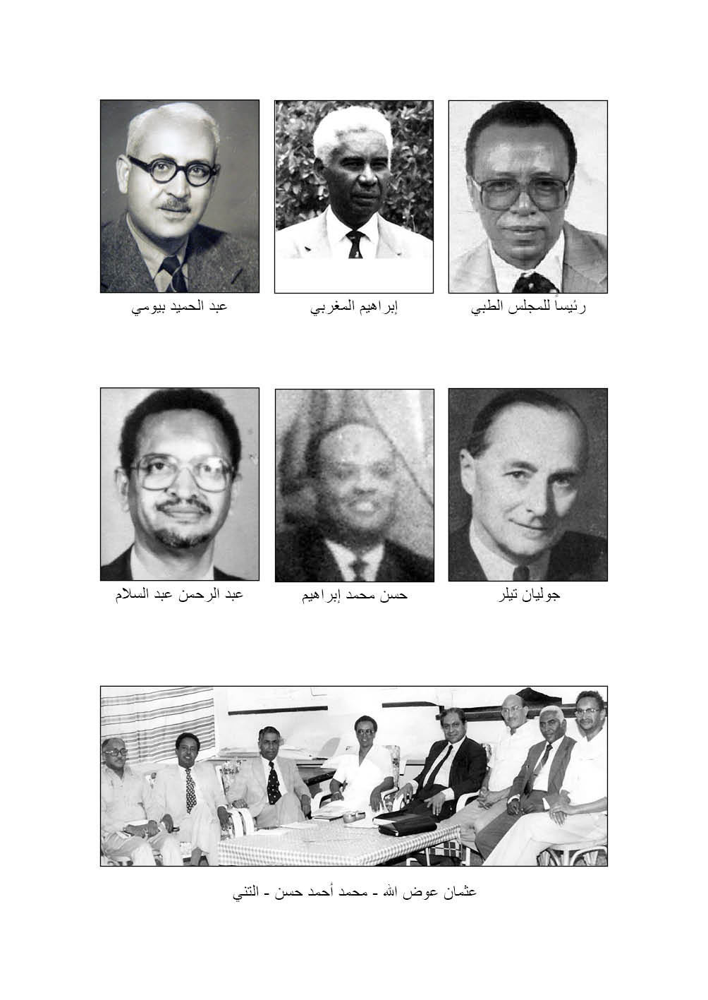 رئيساً للمجلس الطبي
إبراهيم المغربي
عبد الحميد بيومي
جوليان تيلر
حسن محمد إبراهيم
عبد الرحمن عبد السلام
عثمان عوض الله - محمد أحمد حسن - التني